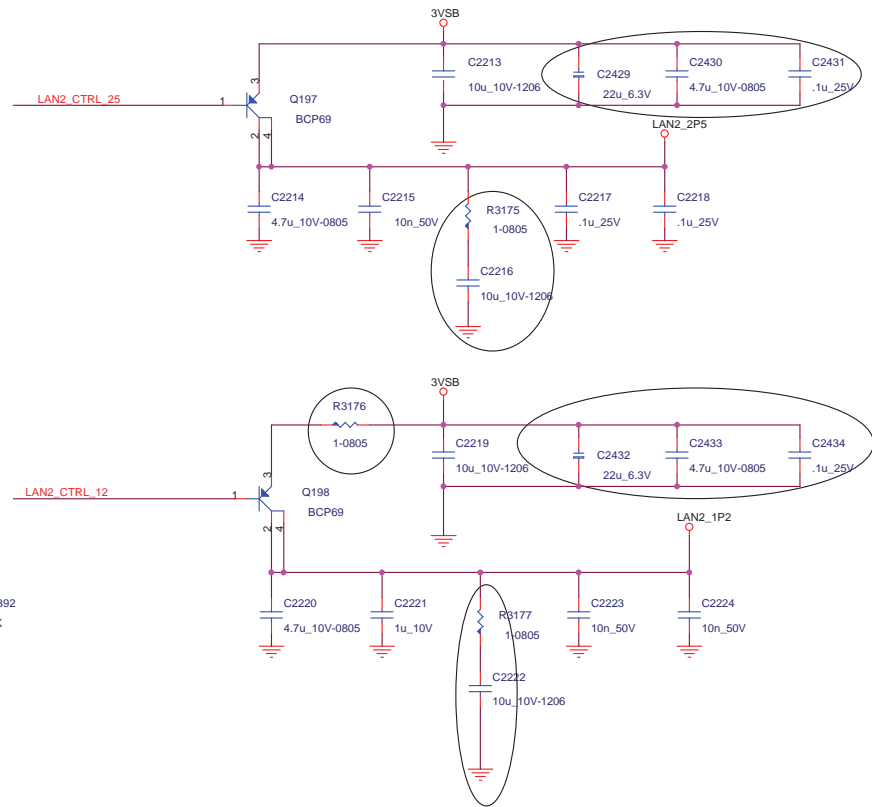 3VSB
C2213
10u_10V-1206
C2429
22u_6.3V
C2430
4.7u_10V-0805
C2431
.1u_25V
3
LAN2_CTRL_25
1
Q197
BCP69
2
4
LAN2_2P5
C2214
4.7u_10V-0805
C2215
10n_50V
R3175
1-0805
C2216
10u_10V-1206
C2217
.1u_25V
C2218
.1u_25V
3VSB
R3176
1-0805
C2219
10u_10V-1206
C2432
22u_6.3V
C2433
4.7u_10V-0805
C2434
.1u_25V
3
LAN2_CTRL_12
1
Q198
BCP69
2
4
LAN2_1P2
392
C2220
4.7u_10V-0805
C2221
1u_10V
R3177
1-0805
C2222
10u_10V-1206
C2223
10n_50V
C2224
10n_50V